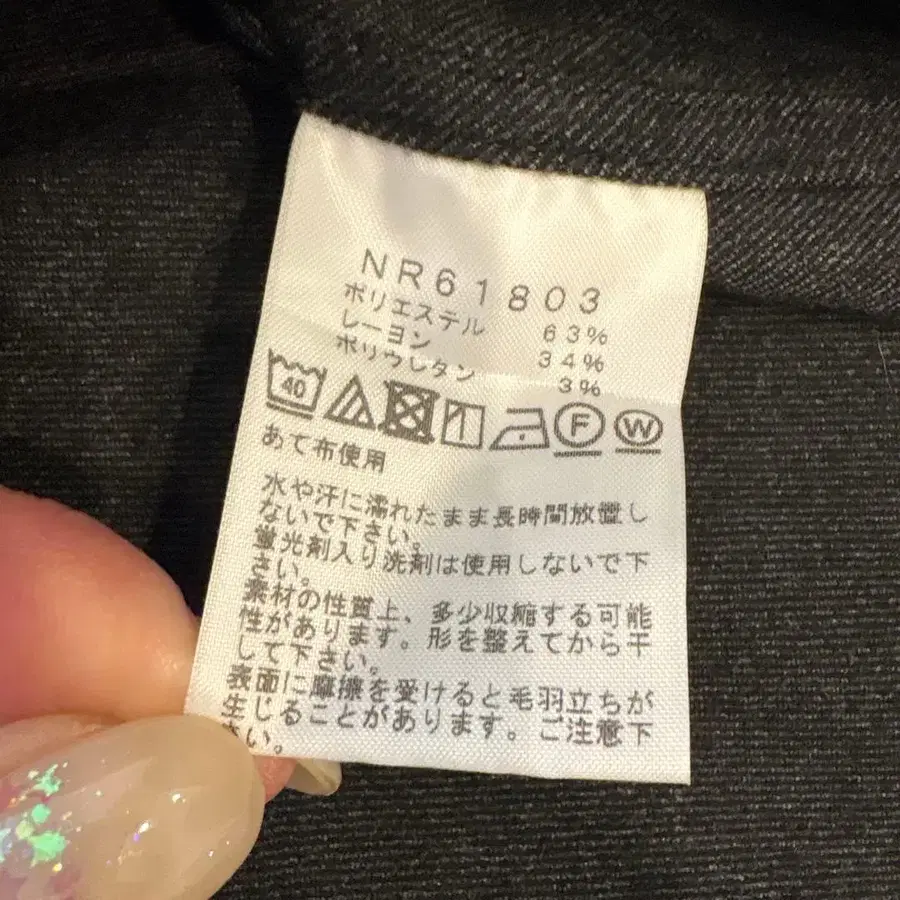 NR61803
ポリエステル 63%
レーヨン 34%
ポリウレタン 3%
40 F W
あて布使用
水や汗に濡れたまま長時間放置し
ないで下さい。
蛍光剤入り洗剤は使用しないで下
さい。
素材の性質上、多少収縮する可能
性があります。形を整えてから干
して下さい。
表面に摩擦を受けると毛羽立ちが
生じることがあります。ご注意下
さい。